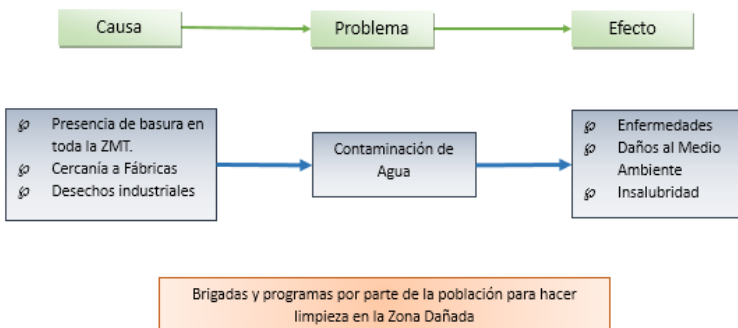 Causa
Problema
Efecto
Presencia de basura en
toda la ZMT.
Cercanía a Fábricas
Desechos industriales
Contaminación de
Agua
Enfermedades
Daños al Medio
Ambiente
Insalubridad
Brigadas y programas por parte de la población para hacer
limpieza en la Zona Dañada